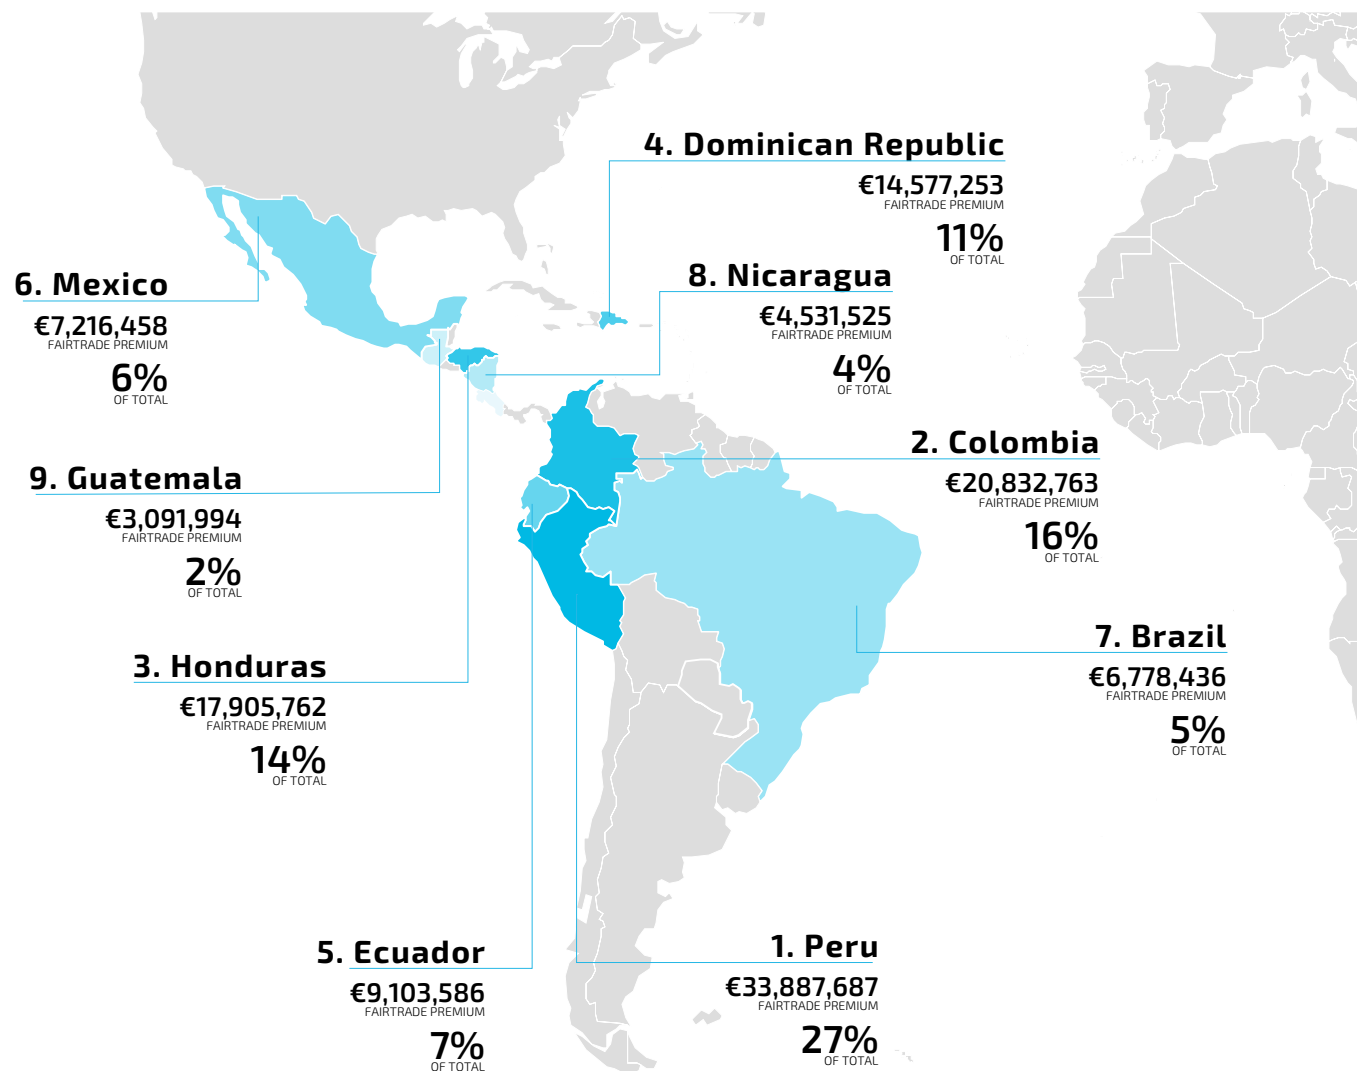 4. Dominican Republic
€14,577,253
FAIRTRADE PREMIUM
11%
OF TOTAL
6. Mexico
€7,216,458
FAIRTRADE PREMIUM
6%
OF TOTAL
8. Nicaragua
€4,531,525
FAIRTRADE PREMIUM
4%
OF TOTAL
2. Colombia
€20,832,763
FAIRTRADE PREMIUM
16%
OF TOTAL
9. Guatemala
€3,091,994
FAIRTRADE PREMIUM
2%
OF TOTAL
7. Brazil
€6,778,436
FAIRTRADE PREMIUM
5%
OF TOTAL
3. Honduras
€17,905,762
FAIRTRADE PREMIUM
14%
OF TOTAL
5. Ecuador
€9,103,586
FAIRTRADE PREMIUM
7%
OF TOTAL
1. Peru
€33,887,687
FAIRTRADE PREMIUM
27%
OF TOTAL